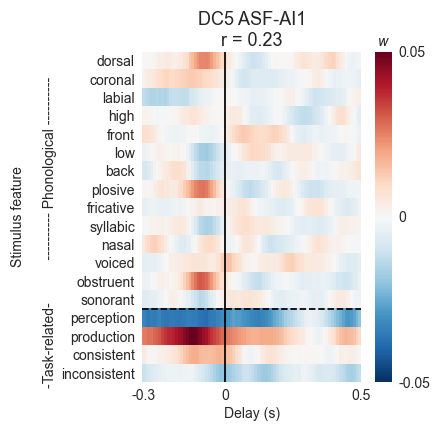 DC5 ASF-AI1
r = 0.23
w
dorsal
coronal
labial
high
front
low
back
plosive
fricative
syllabic
nasal
voiced
obstruent
sonorant
perception
production
consistent
inconsistent
Stimulus feature
---------- Phonological ----------
-Task-related-
-0.3
0
0.5
Delay (s)
0.05
0
-0.05